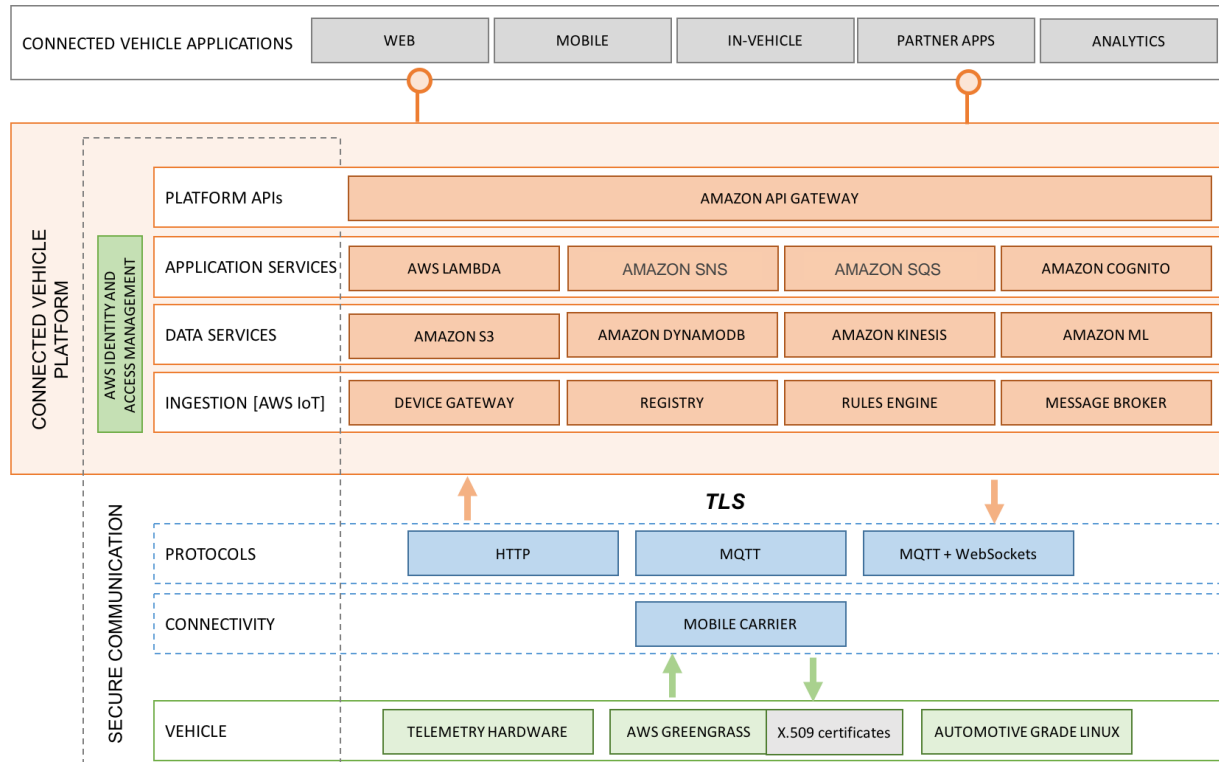 CONNECTED VEHICLE APPLICATIONS
WEB
MOBILE
IN-VEHICLE
PARTNER APPS
ANALYTICS
CONNECTED VEHICLE
PLATFORM
AWS IDENTITY AND
ACCESS MANAGEMENT
PLATFORM APIs
AMAZON API GATEWAY
APPLICATION SERVICES
AWS LAMBDA
AMAZON SNS
AMAZON SQS
AMAZON COGNITO
DATA SERVICES
AMAZON S3
AMAZON DYNAMODB
AMAZON KINESIS
AMAZON ML
INGESTION [AWS IoT]
DEVICE GATEWAY
REGISTRY
RULES ENGINE
MESSAGE BROKER
SECURE COMMUNICATION
TLS
PROTOCOLS
HTTP
MQTT
MQTT + WebSockets
CONNECTIVITY
MOBILE CARRIER
VEHICLE
TELEMETRY HARDWARE
AWS GREENGRASS
X.509 certificates
AUTOMOTIVE GRADE LINUX